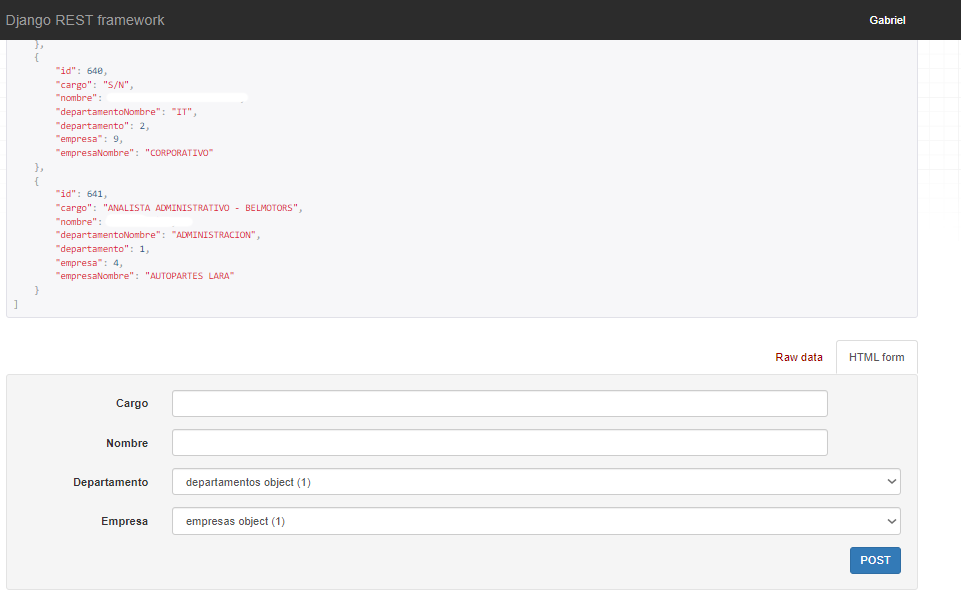 Django REST framework Gabriel
},
{
"id": 640,
"cargo": "S/N",
"nombre":
"departamentoNombre": "IT",
"departamento": 2,
"empresa": 9,
"empresaNombre": "CORPORATIVO"
},
{
"id": 641,
"cargo": "ANALISTA ADMINISTRATIVO - BELMOTORS",
"nombre":
"departamentoNombre": "ADMINISTRACION",
"departamento": 1,
"empresa": 4,
"empresaNombre": "AUTOPARTES LARA"
}
]
Raw data HTML form
Cargo
Nombre
Departamento departamentos object (1)
Empresa empresas object (1)
POST